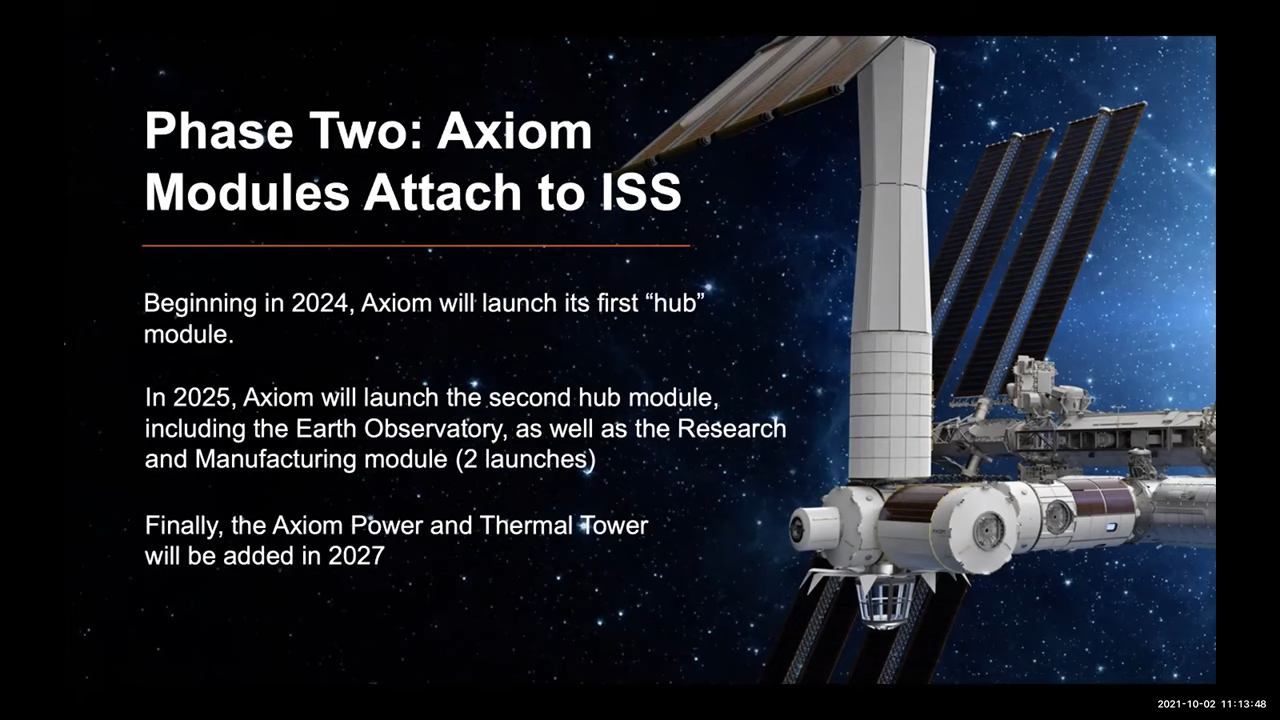 Phase Two: Axiom
Modules Attach to ISS
Beginning in 2024, Axiom will launch its first “hub”
module.
In 2025, Axiom will launch the second hub module,
including the Earth Observatory, as well as the Research
and Manufacturing module (2 launches)
Finally, the Axiom Power and Thermal Tower
will be added in 2027
2021-10-02 11:13:48